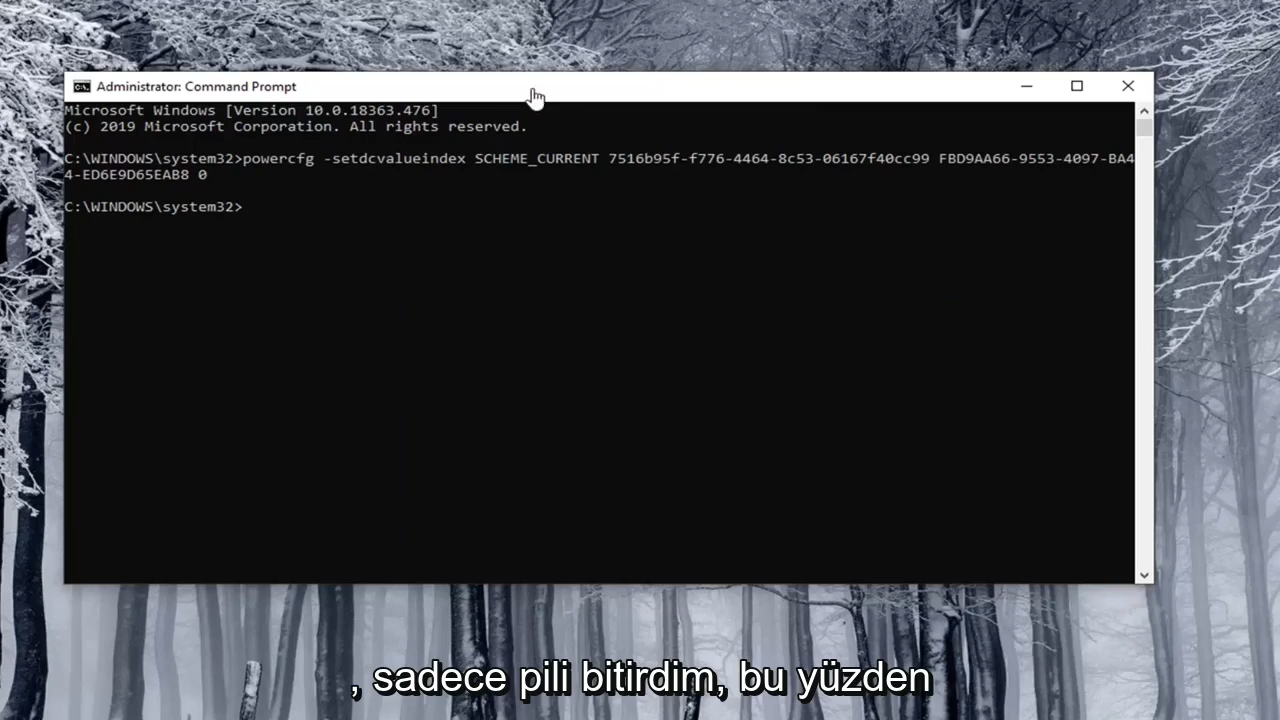 Administrator: Command Prompt
Microsoft Windows [Version 10.0.18363.476]
(c) 2019 Microsoft Corporation. All rights reserved.
C:\WINDOWS\system32>powercfg -setdcvalueindex SCHEME_CURRENT 7516b95f-f776-4464-8c53-06167f40cc99 FBD9AA66-9553-4097-BA4
4-ED6E9D65EAB8 0
C:\WINDOWS\system32>
, sadece pili bitirdim, bu yüzden